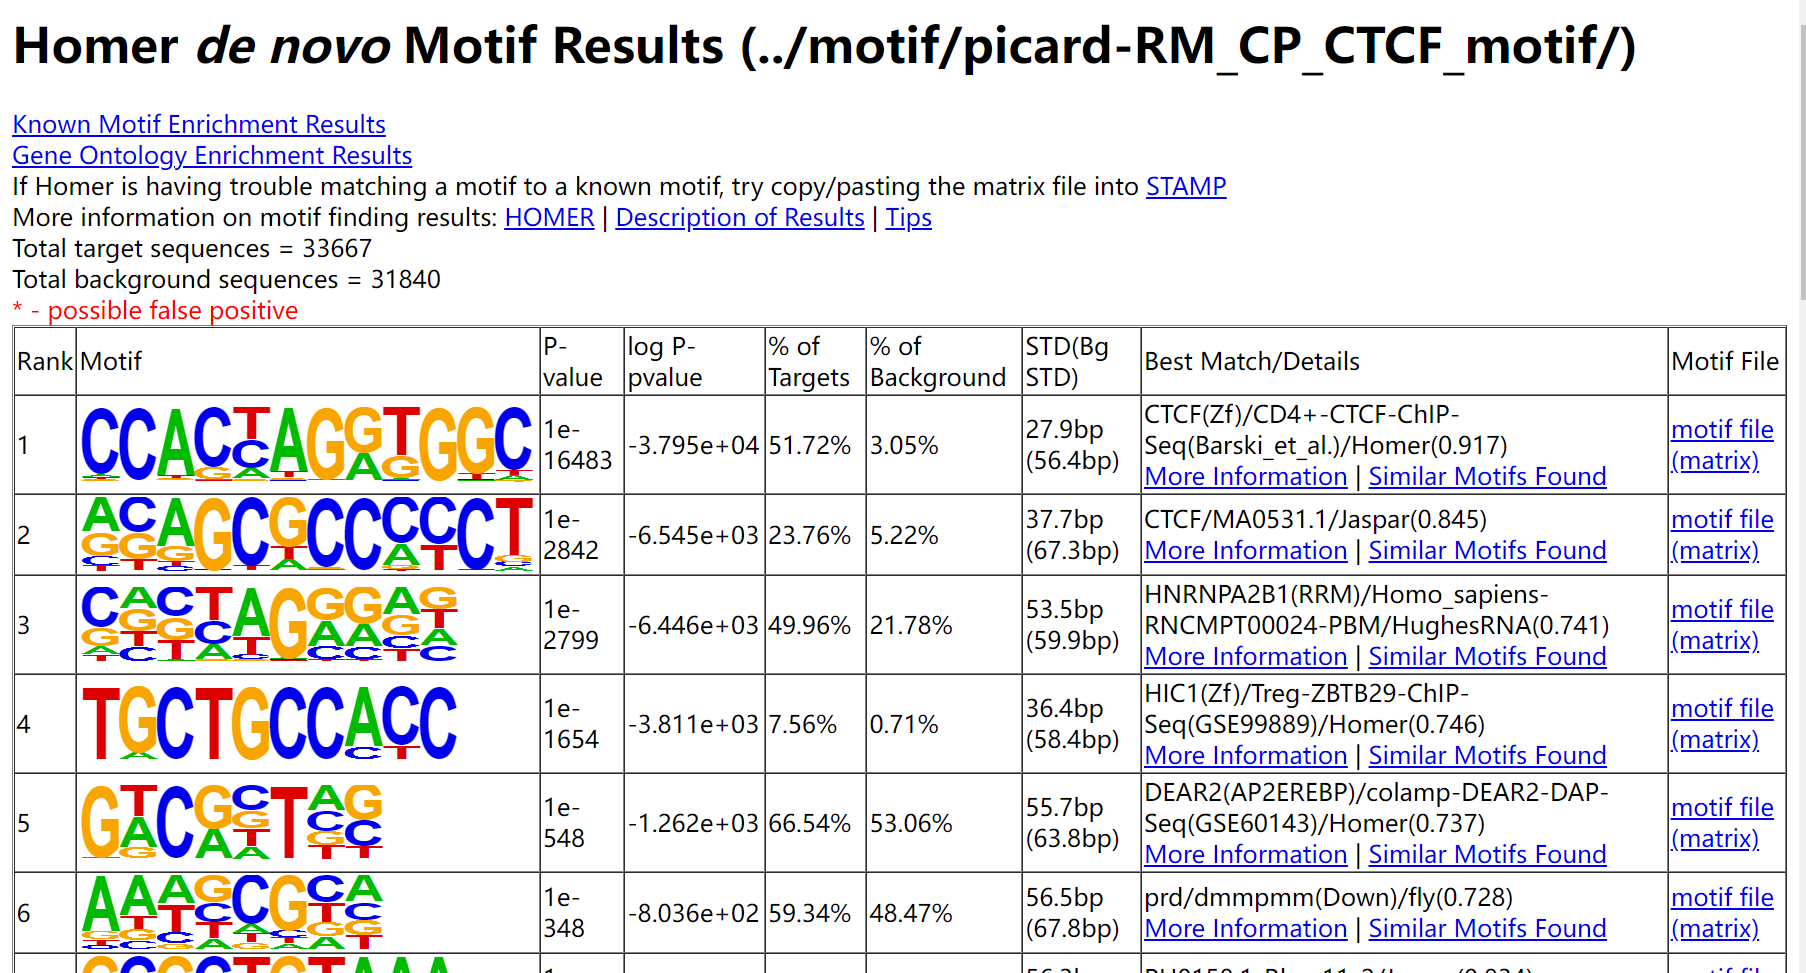 Homer de novo Motif Results (../motif/picard-RM_CP_CTCF_motif/)
Known Motif Enrichment Results
Gene Ontology Enrichment Results
If Homer is having trouble matching a motif to a known motif, try copy/pasting the matrix file into STAMP
More information on motif finding results: HOMER | Description of Results | Tips
Total target sequences = 33667
Total background sequences = 31840
* - possible false positive
Rank Motif P-value log P-pvalue % of Targets % of Background STD(Bg STD) Best Match/Details Motif File
1 CCACTAGGTGGC 1e-16483 -3.795e+04 51.72% 3.05% 27.9bp (56.4bp) CTCF(Zf)/CD4+-CTCF-ChIP-Seq(Barski_et_al.)/Homer(0.917)
More Information | Similar Motifs Found motif file (matrix)
2 ACAGCGCCCCCT 1e-2842 -6.545e+03 23.76% 5.22% 37.7bp (67.3bp) CTCF/MA0531.1/Jaspar(0.845)
More Information | Similar Motifs Found motif file (matrix)
3 CACTAGGGAG 1e-2799 -6.446e+03 49.96% 21.78% 53.5bp (59.9bp) HNRNPA2B1(RRM)/Homo_sapiens-RNCMPT00024-PBM/HughesRNA(0.741)
More Information | Similar Motifs Found motif file (matrix)
4 TGCTGCCACC 1e-1654 -3.811e+03 7.56% 0.71% 36.4bp (58.4bp) HIC1(Zf)/Treg-ZBTB29-ChIP-Seq(GSE99889)/Homer(0.746)
More Information | Similar Motifs Found motif file (matrix)
5 GTCGCTAG 1e-548 -1.262e+03 66.54% 53.06% 55.7bp (63.8bp) DEAR2(AP2EREBP)/colamp-DEAR2-DAP-Seq(GSE60143)/Homer(0.737)
More Information | Similar Motifs Found motif file (matrix)
6 AAAGCGCA 1e-348 -8.036e+02 59.34% 48.47% 56.5bp (67.8bp) prd/dmmpmm(Down)/fly(0.728)
More Information | Similar Motifs Found motif file (matrix)